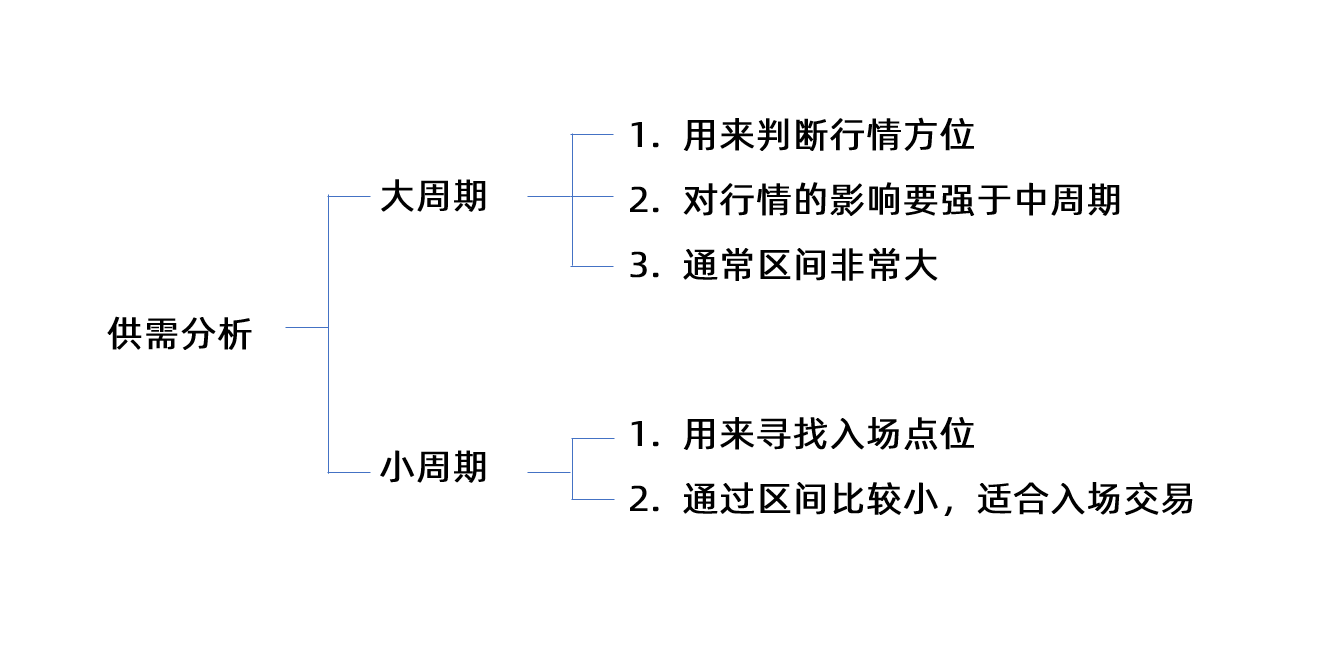 1. 用来判断行情方位
大周期
2. 对行情的影响要强于中周期
3. 通常区间非常大
供需分析
1. 用来寻找入场点位
小周期
2. 通过区间比较小，适合入场交易